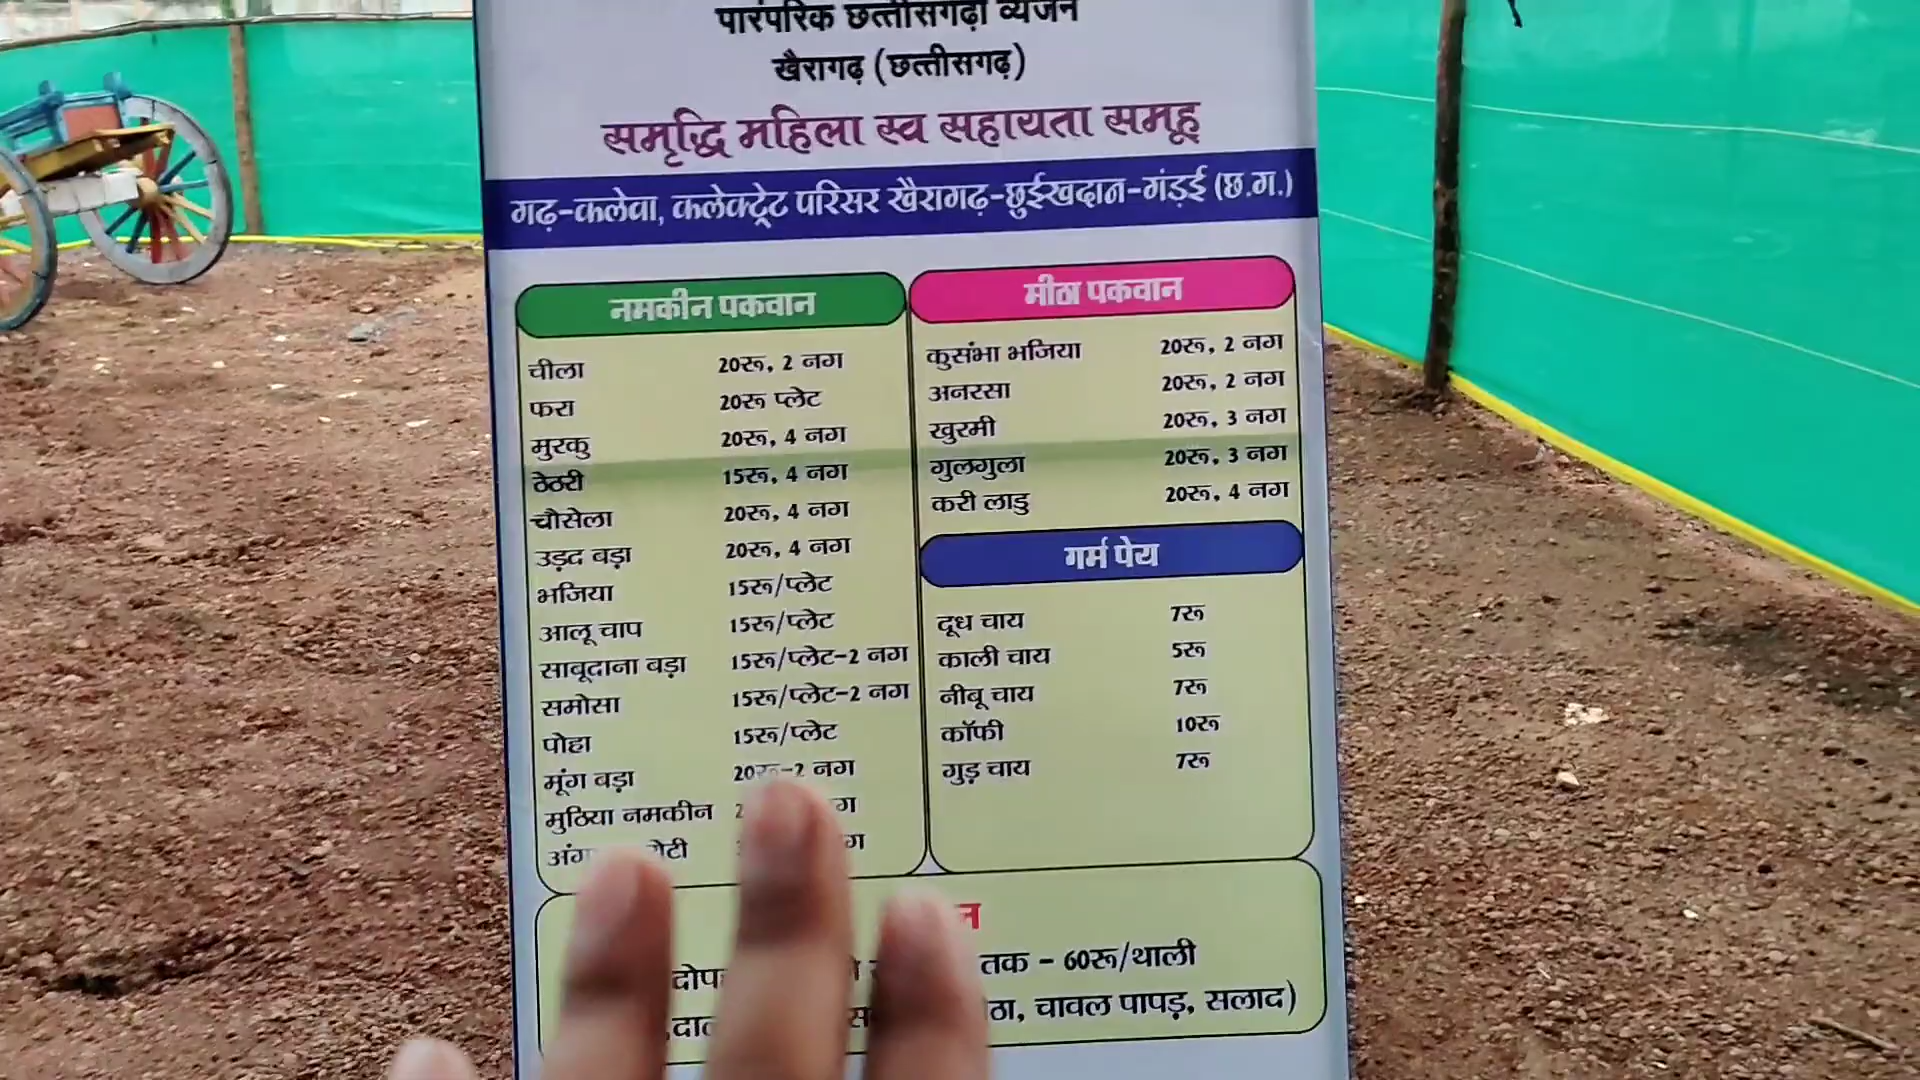 पारंपरिक छत्तीसगढ़ी व्यंजन
खैरागढ़ (छत्तीसगढ़)
समृद्धि महिला स्व सहायता समूह
गढ़-कलेवा, कलेक्ट्रेट परिसर खैरागढ़-छुईखदान-गंड़ई (छ.ग.)
नमकीन पकवान
चीला 20रू, 2 नग
फरा 20रू प्लेट
मुरकु 20रू, 4 नग
ठेठरी 15रू, 4 नग
चौसेला 20रू, 4 नग
उड़द बड़ा 20रू, 4 नग
भजिया 15रू/प्लेट
आलू चाप 15रू/प्लेट
साबूदाना बड़ा 15रू/प्लेट-2 नग
समोसा 15रू/प्लेट-2 नग
पोहा 15रू/प्लेट
मूंग बड़ा 20रू-2 नग
मुठिया नमकीन
मीठा पकवान
कुसंभा भजिया 20रू, 2 नग
अनरसा 20रू, 2 नग
खुरमी 20रू, 3 नग
गुलगुला 20रू, 3 नग
करी लाडु 20रू, 4 नग
गर्म पेय
दूध चाय 7रू
काली चाय 5रू
नीबू चाय 7रू
कॉफी 10रू
गुड़ चाय 7रू
तक - 60रू/थाली
चावल पापड़, सलाद)